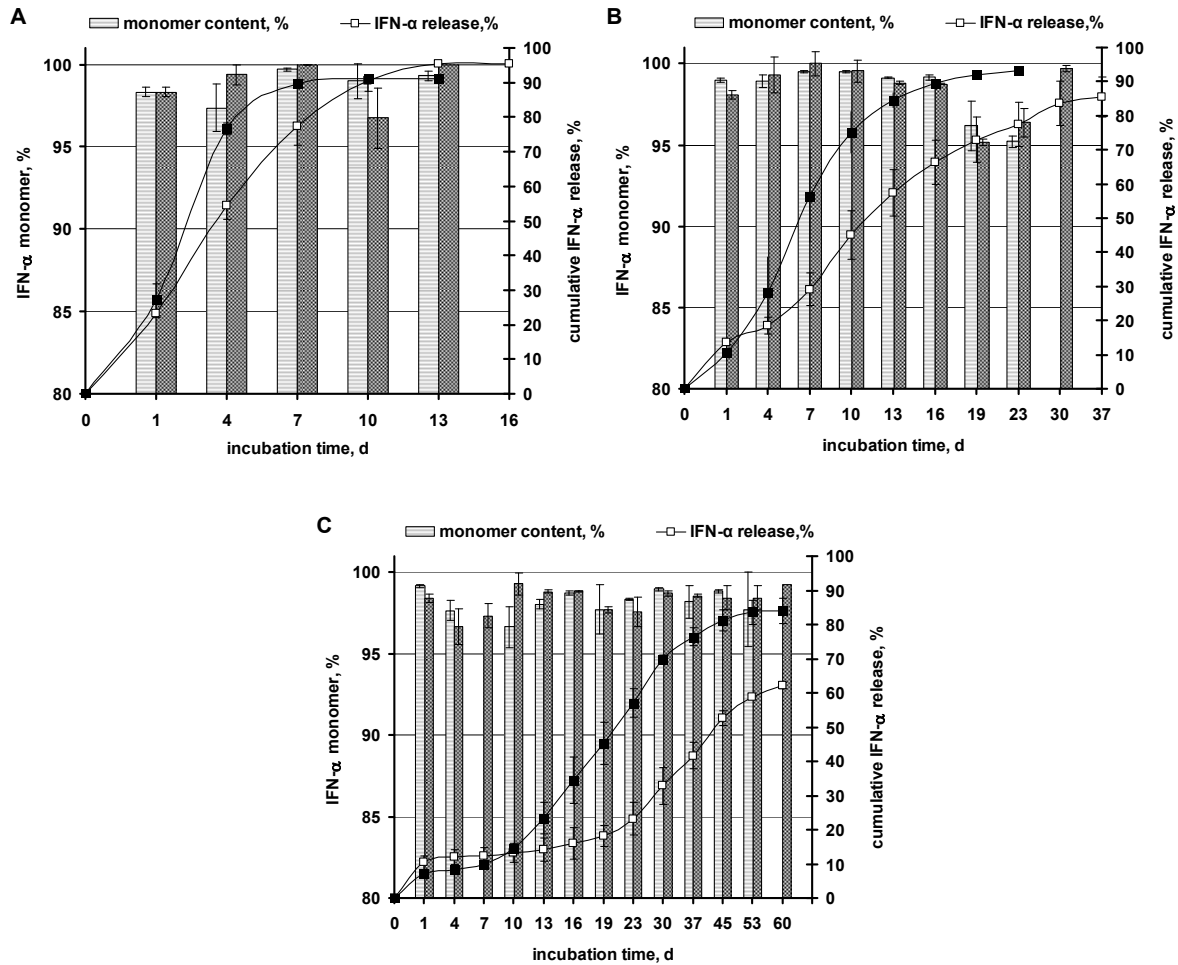 A
monomer content, %
IFN-α release,%
100
95
90
85
80
IFN-α monomer, %
100
90
80
70
60
50
40
30
20
10
0
cumulative IFN-α release, %
0 1 4 7 10 13 16
incubation time, d
B
monomer content, %
IFN-α release,%
100
95
90
85
80
IFN-α monomer, %
100
90
80
70
60
50
40
30
20
10
0
cumulative IFN-α release, %
0 1 4 7 10 13 16 19 23 30 37
incubation time, d
C
monomer content, %
IFN-α release,%
100
95
90
85
80
IFN-α monomer, %
100
90
80
70
60
50
40
30
20
10
0
cumulative IFN-α release, %
0 1 4 7 10 13 16 19 23 30 37 45 53 60
incubation time, d